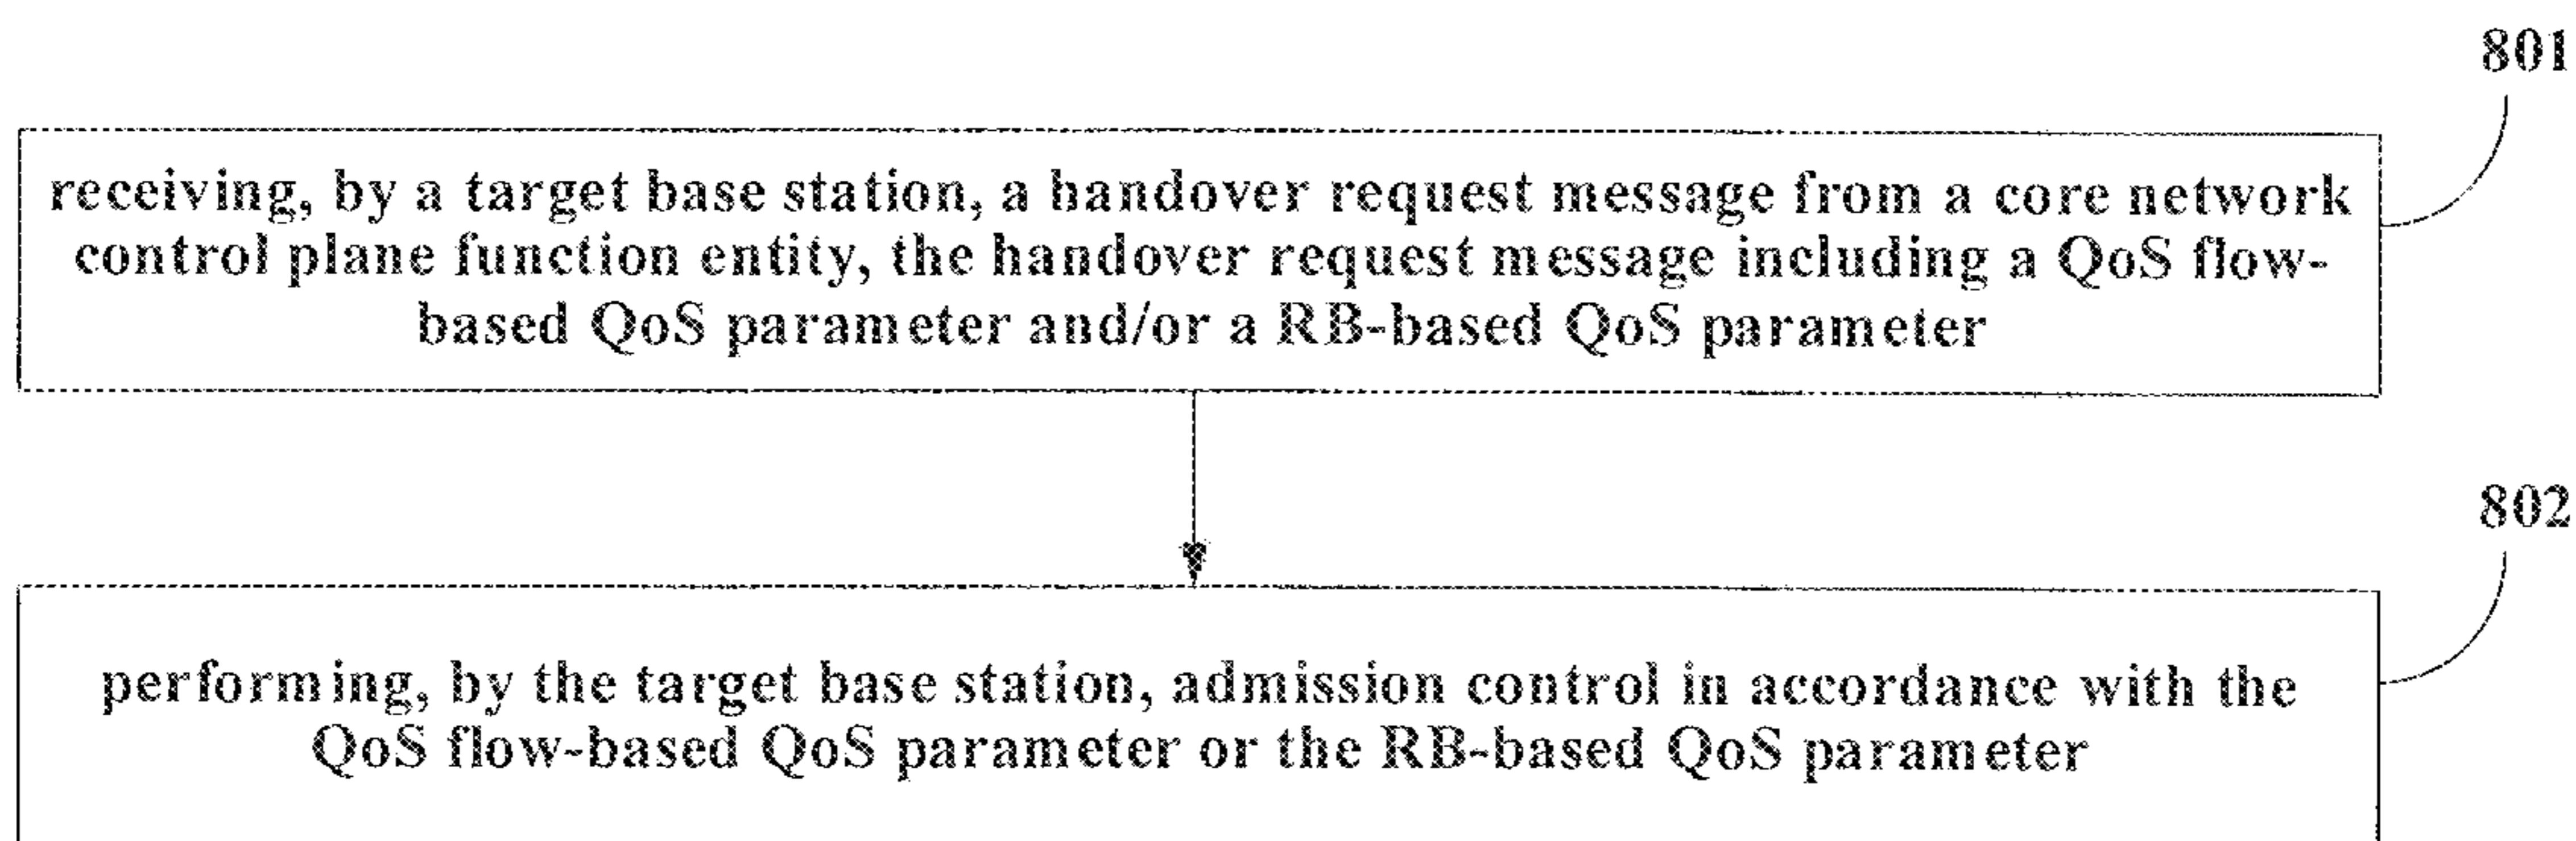 801
receiving, by a target base station, a handover request message from a core network
control plane function entity, the handover request message including a QoS flow-
based QoS parameter and/or a RB-based QoS parameter
802
performing, by the target base station, admission control in accordance with the
QoS flow-based QoS parameter or the RB-based QoS parameter